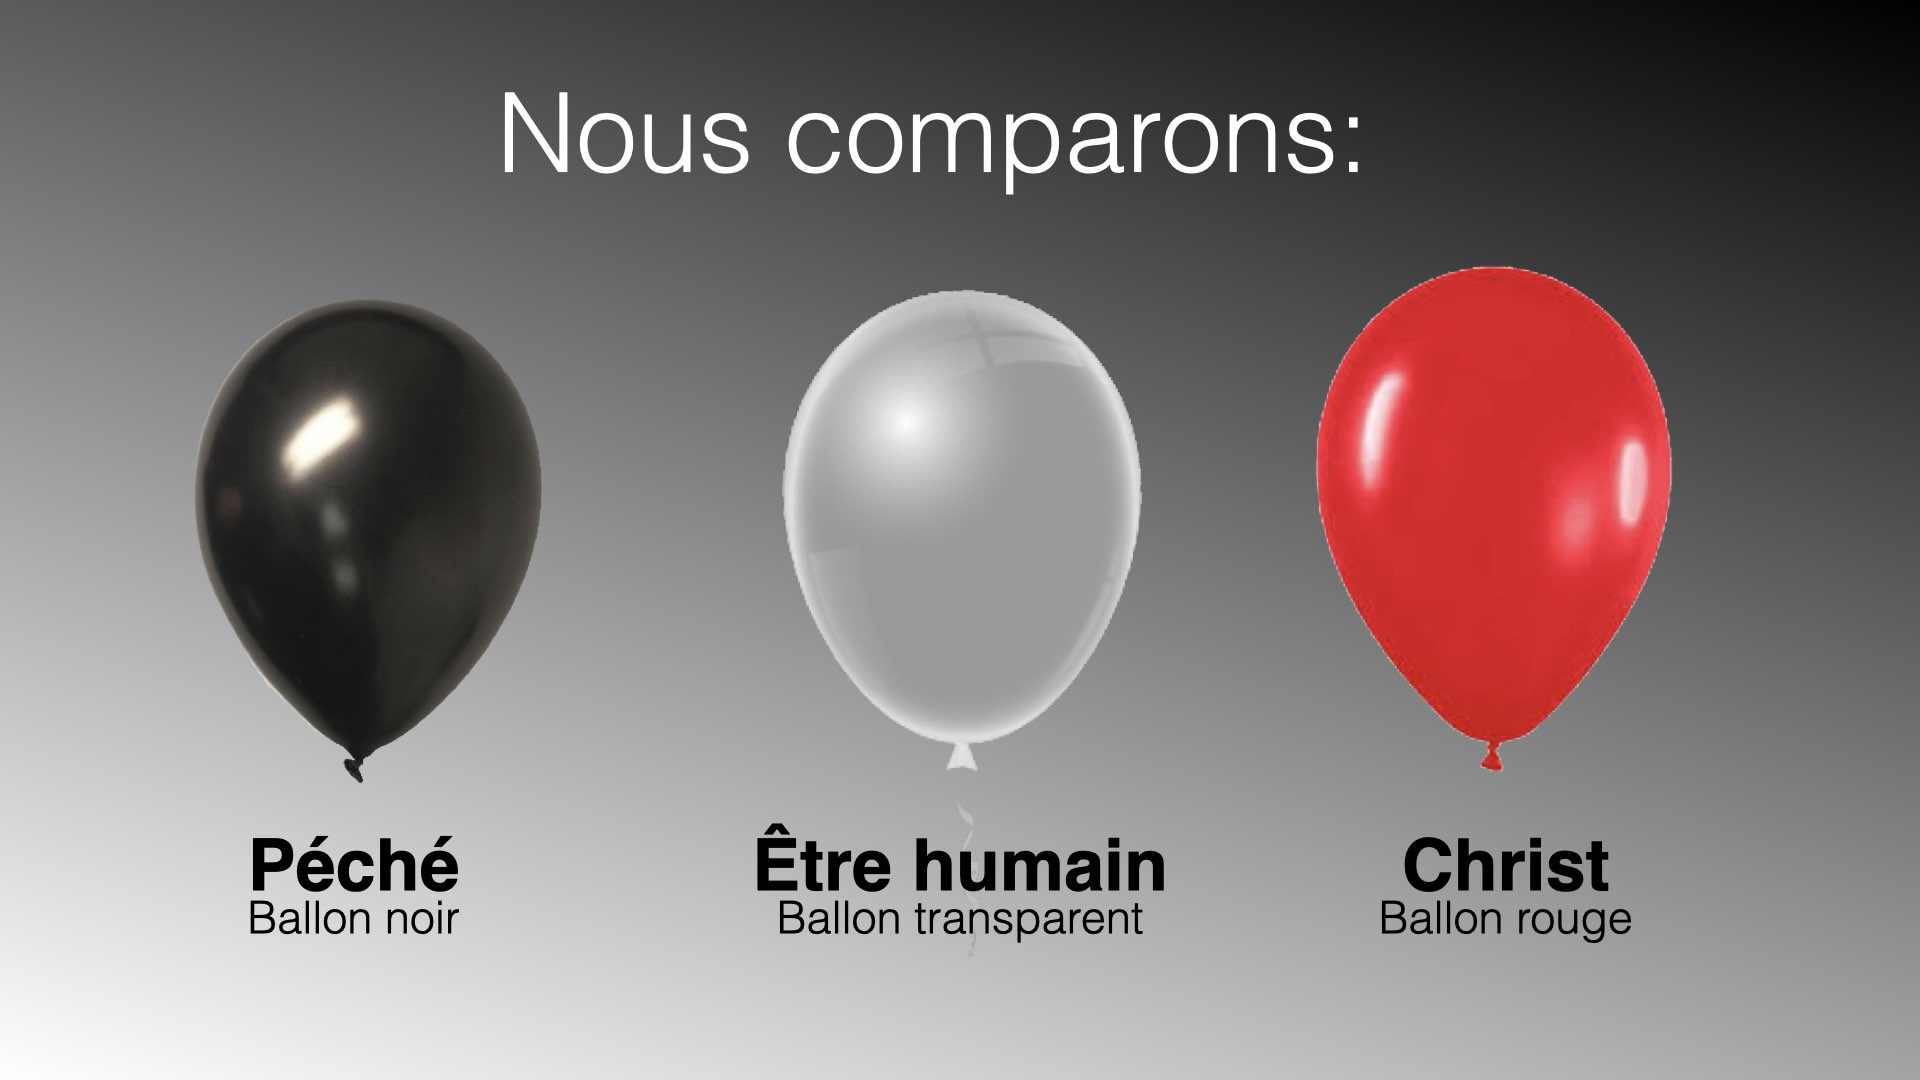 Nous comparons:
Péché
Ballon noir
Être humain
Ballon transparent
Christ
Ballon rouge